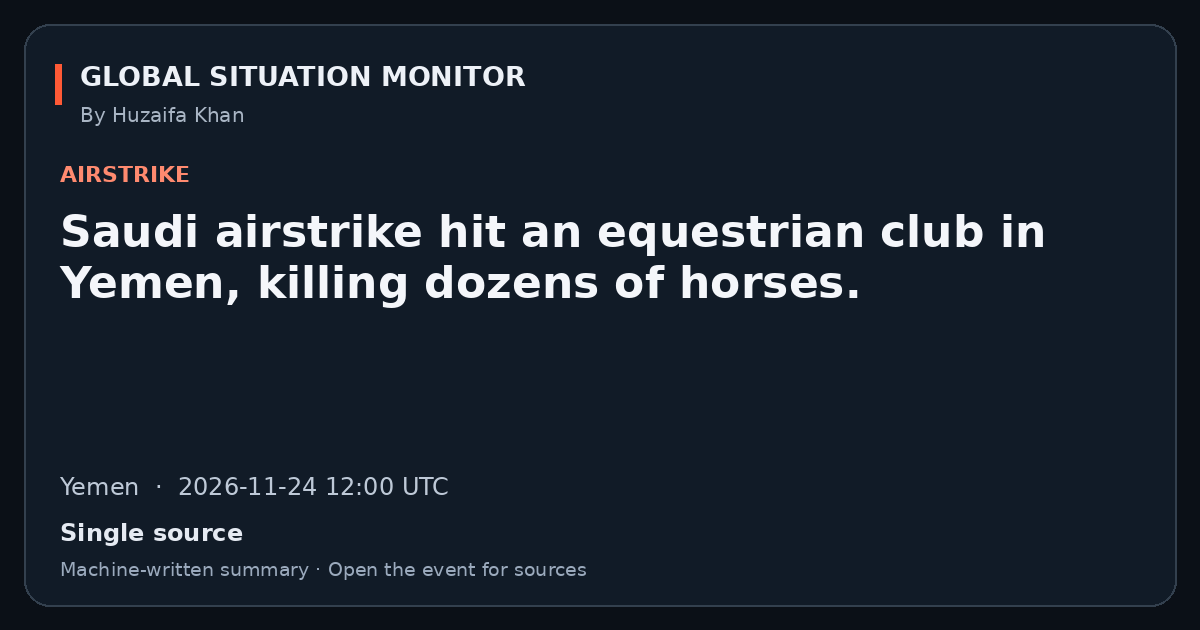 GLOBAL SITUATION MONITOR
By Huzaifa Khan
AIRSTRIKE
Saudi airstrike hit an equestrian club in
Yemen, killing dozens of horses.
Yemen · 2026-11-24 12:00 UTC
Single source
Machine-written summary · Open the event for sources